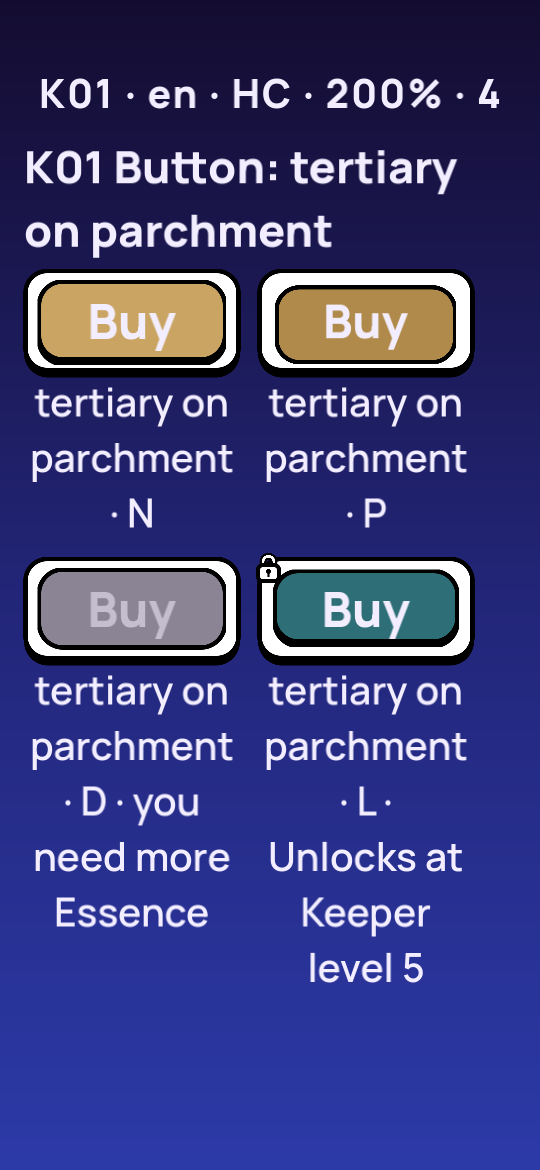 K01 · en · HC · 200% · 4
K01 Button: tertiary
on parchment
Buy
Buy
tertiary on
parchment
· N
tertiary on
parchment
· P
Buy
Buy
tertiary on
parchment
· D · you
need more
Essence
tertiary on
parchment
· L ·
Unlocks at
Keeper
level 5